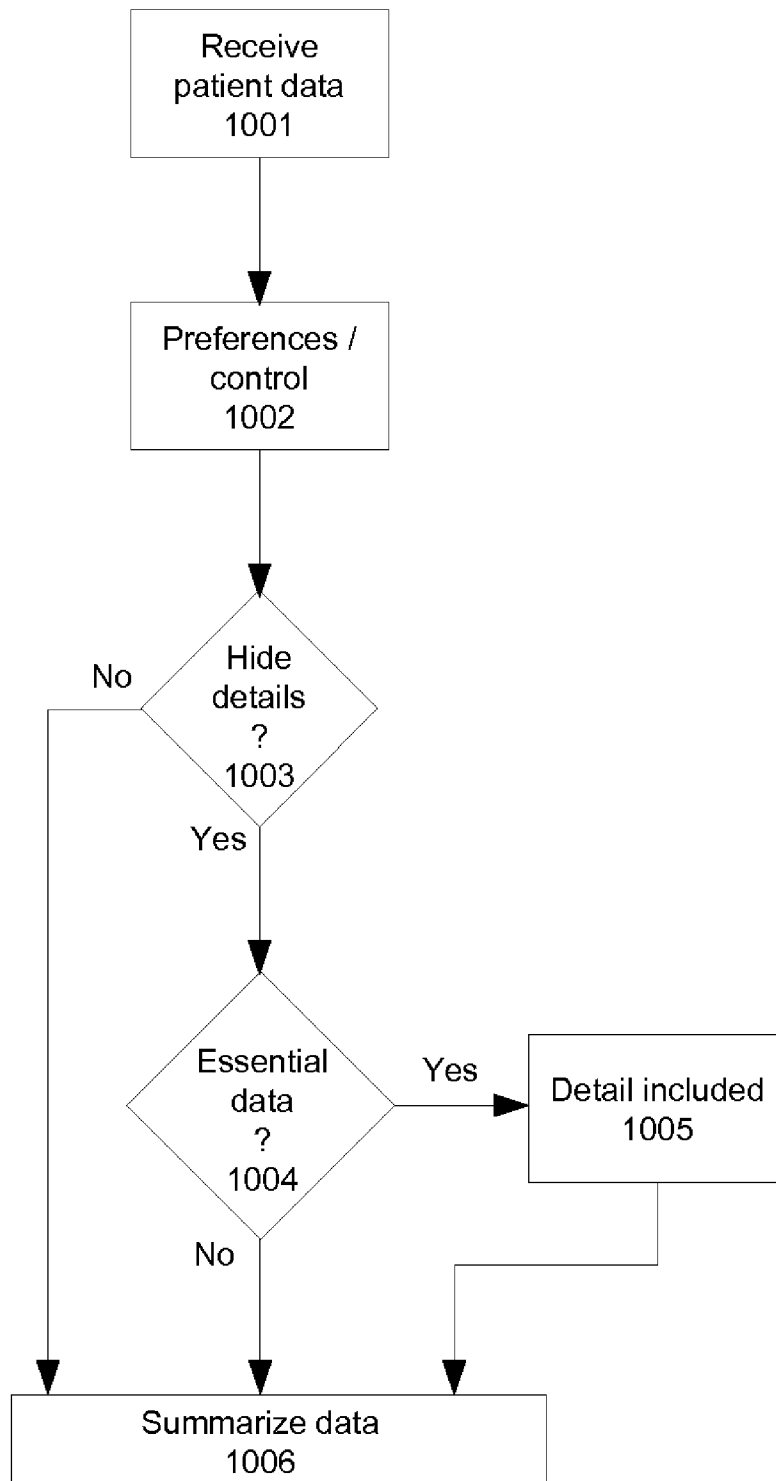 Receive
patient data
1001
Preferences /
control
1002
Hide
details
?
1003
No
Yes
Essential
data
?
1004
Yes
Detail included
1005
No
Summarize data
1006